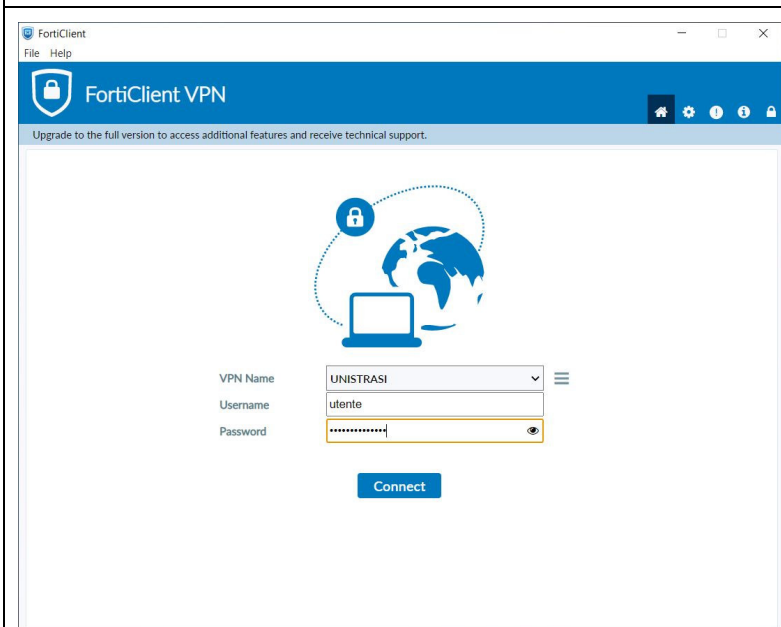 FortiClient
File Help
FortiClient VPN
Upgrade to the full version to access additional features and receive technical support.
VPN Name UNISTRASI
Username utente
Password ••••••••••••••
Connect